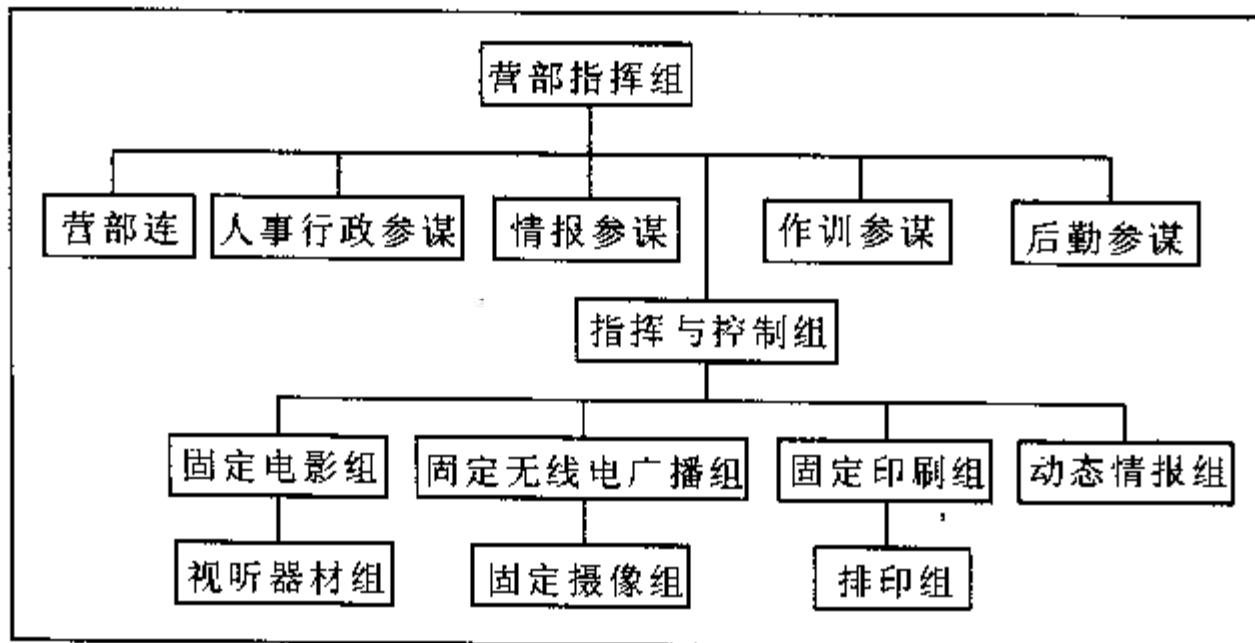 营部指挥组
营部连 人事行政参谋 情报参谋 作训参谋 后勤参谋
指挥与控制组
固定电影组 固定无线电广播组 固定印刷组 动态情报组
视听器材组 固定摄像组 排印组